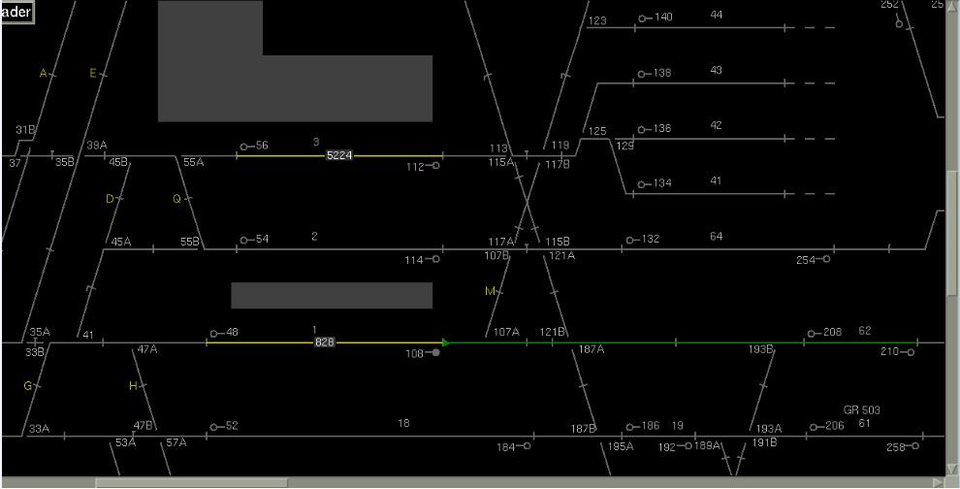 ader
252
25
123
140
44
138
43
A
E
31B
136
42
39A
56
3
125
129
113
119
37
35B
45B
55A
5224
112
115A
117B
134
41
D
Q
45A
55B
54
2
117A
115B
132
64
107B
121A
114
254
M
35A
41
48
1
107A
121B
208
62
33B
47A
828
108
187A
193B
210
G
H
GR 503
33A
47B
52
18
187B
186
19
193A
206
61
53A
57A
184
195A
192
189A
191B
258